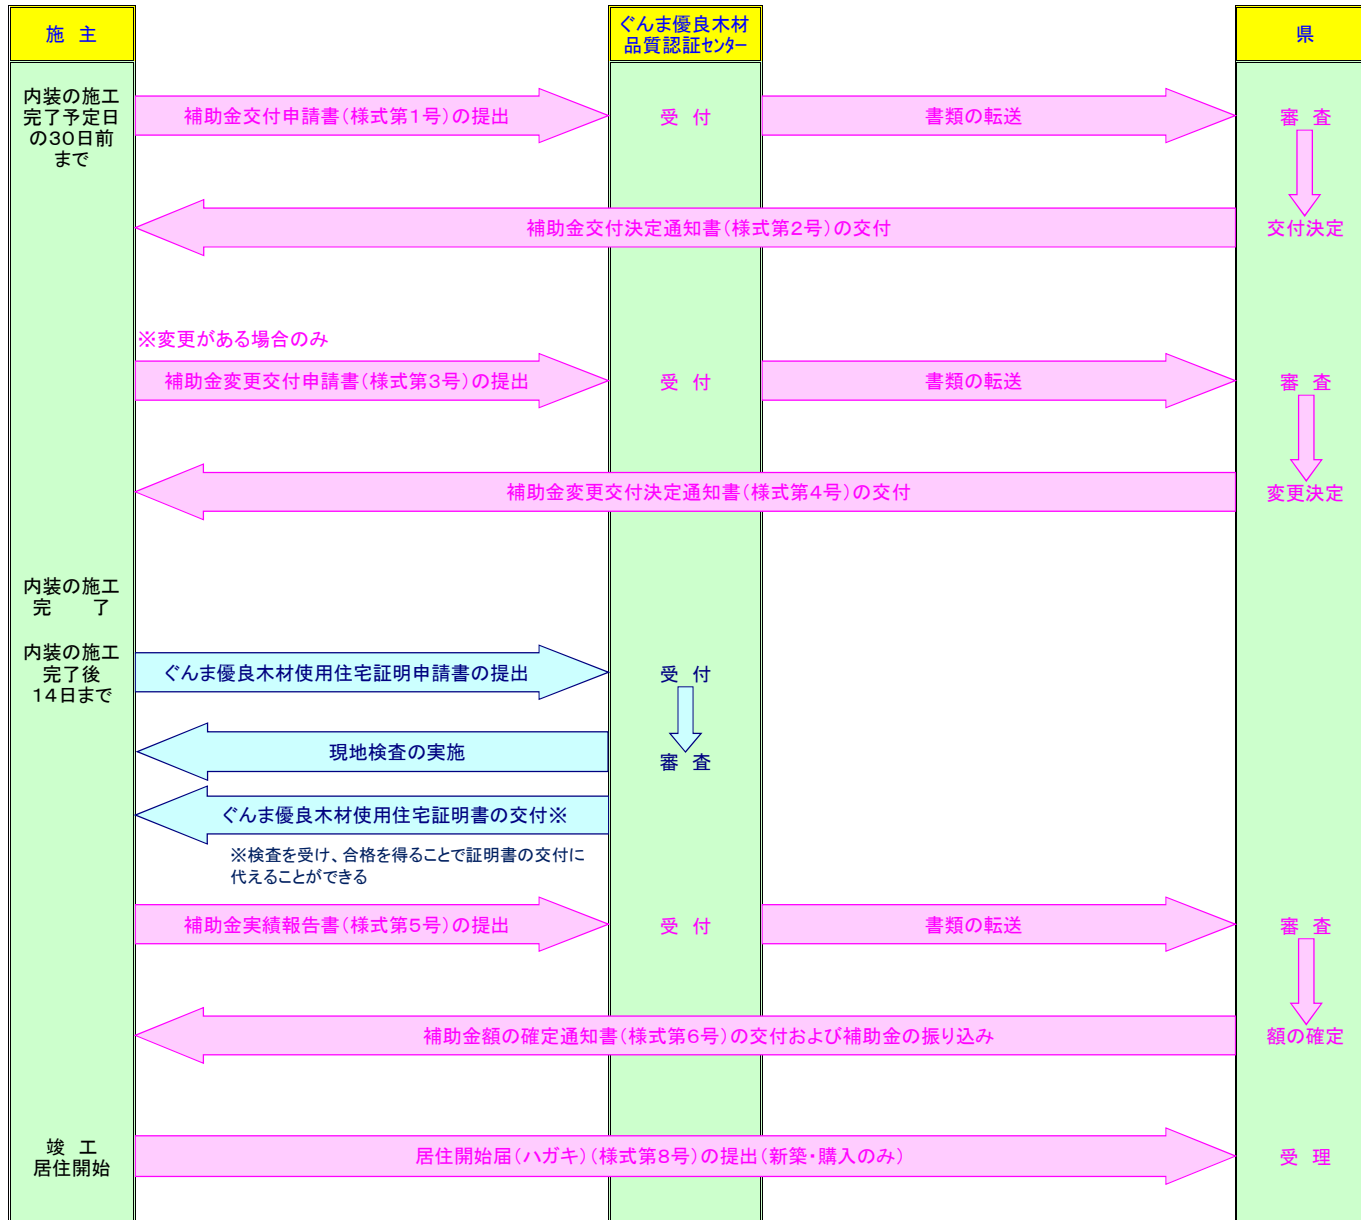 施 主
ぐんま優良木材
品質認証センター
県
内装の施工
完了予定日
の30日前
まで
補助金交付申請書(様式第1号)の提出
受 付
書類の転送
審 査
補助金交付決定通知書(様式第2号)の交付
交付決定
※変更がある場合のみ
補助金変更交付申請書(様式第3号)の提出
受 付
書類の転送
審 査
補助金変更交付決定通知書(様式第4号)の交付
変更決定
内装の施工
完 了
内装の施工
完了後
14日まで
ぐんま優良木材使用住宅証明申請書の提出
受 付
現地検査の実施
審 査
ぐんま優良木材使用住宅証明書の交付※
※検査を受け、合格を得ることで証明書の交付に
代えることができる
補助金実績報告書(様式第5号)の提出
受 付
書類の転送
審 査
補助金額の確定通知書(様式第6号)の交付および補助金の振り込み
額の確定
竣 工
居住開始
居住開始届(ハガキ)(様式第8号)の提出(新築・購入のみ)
受 理